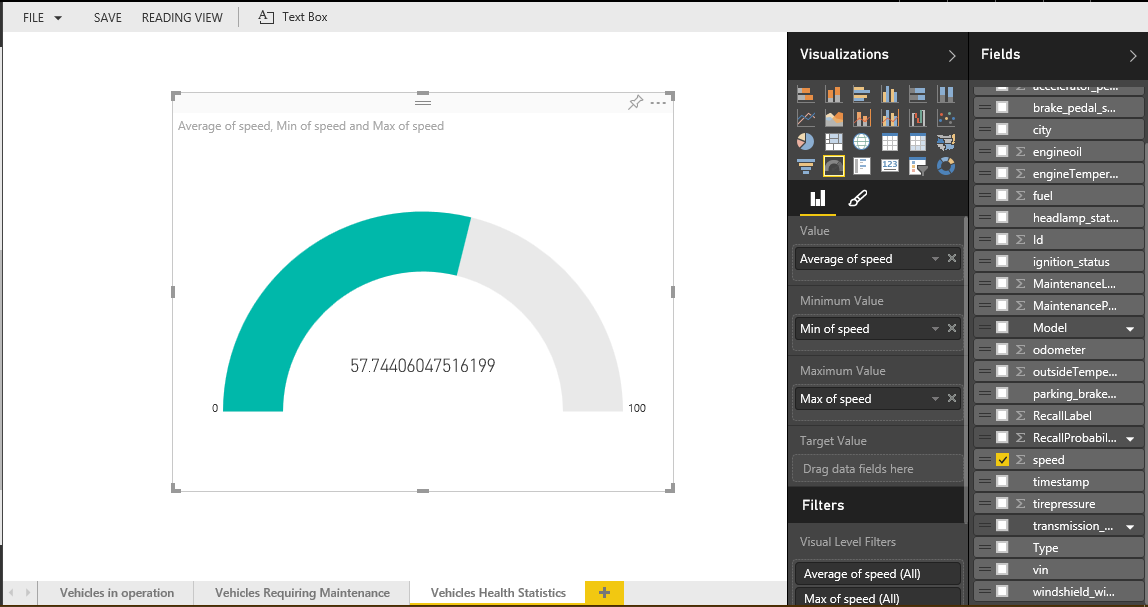 FILE SAVE READING VIEW Text Box
Average of speed, Min of speed and Max of speed
57.74406047516199
0
100
Vehicles in operation Vehicles Requiring Maintenance Vehicles Health Statistics +
Visualizations
123
Value
Average of speed
Minimum Value
Min of speed
Maximum Value
Max of speed
Target Value
Drag data fields here
Filters
Visual Level Filters
Average of speed (All)
Max of speed (All)
Fields
accelerator_pe...
brake_pedal_s...
city
engineoil
engineTemper...
fuel
headlamp_stat...
Id
ignition_status
MaintenanceL...
MaintenanceP...
Model
odometer
outsideTempe...
parking_brake...
RecallLabel
RecallProbabil...
speed
timestamp
tirepressure
transmission_...
Type
vin
windshield_wi...